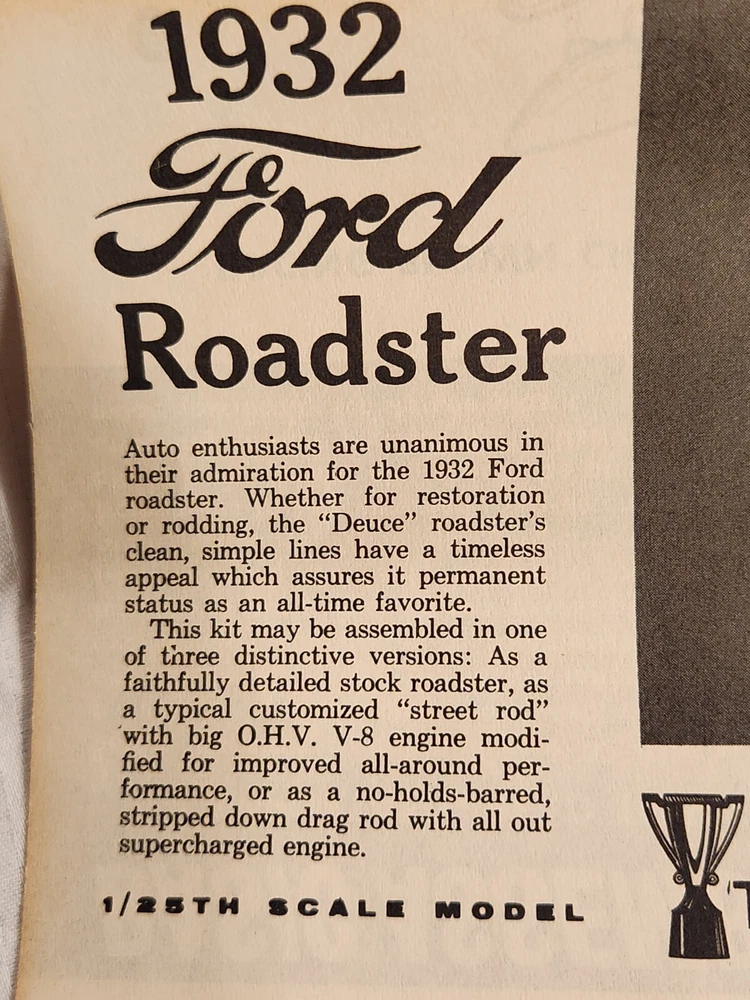 1932
Ford
Roadster
Auto enthusiasts are unanimous in
their admiration for the 1932 Ford
roadster. Whether for restoration
or rodding, the “Deuce” roadster’s
clean, simple lines have a timeless
appeal which assures it permanent
status as an all-time favorite.
This kit may be assembled in one
of three distinctive versions: As a
faithfully detailed stock roadster, as
a typical customized “street rod”
with big O.H.V. V-8 engine modi-
fied for improved all-around per-
formance, or as a no-holds-barred,
stripped down drag rod with all out
supercharged engine.
1/25TH SCALE MODEL